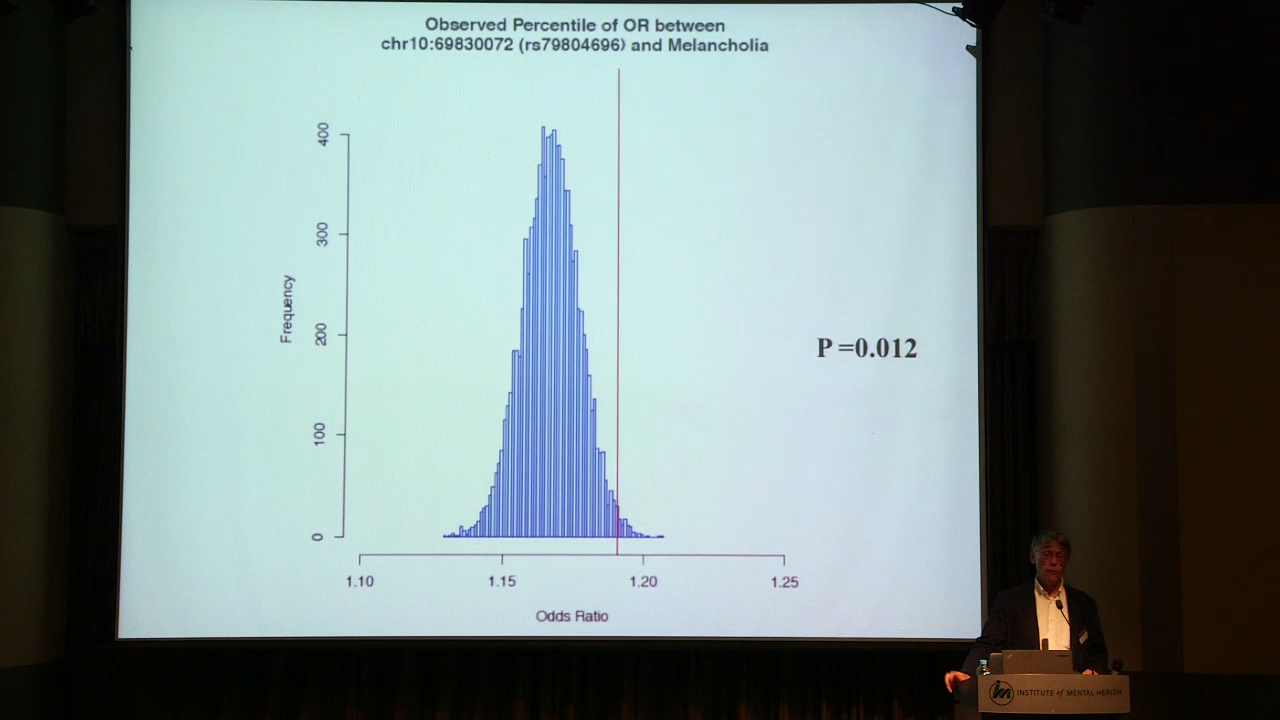 Observed Percentile of OR between
chr10:69830072 (rs79804696) and Melancholia
400
300
200
100
0
Frequency
P =0.012
1.10 1.15 1.20 1.25
Odds Ratio
INSTITUTE of MENTAL HEALTH